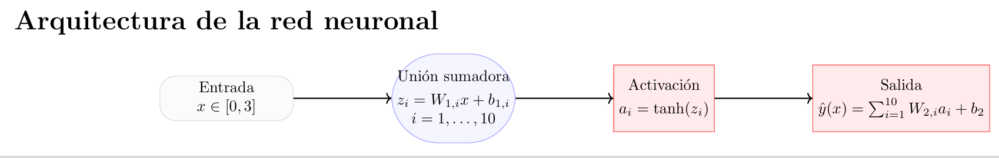 Arquitectura de la red neuronal
Entrada
x ∈ [0, 3]
Unión sumadora
z_i = W_{1,i}x + b_{1,i}
i = 1, . . . , 10
Activación
a_i = tanh(z_i)
Salida
ŷ(x) = ∑_{i=1}^{10} W_{2,i}a_i + b_2